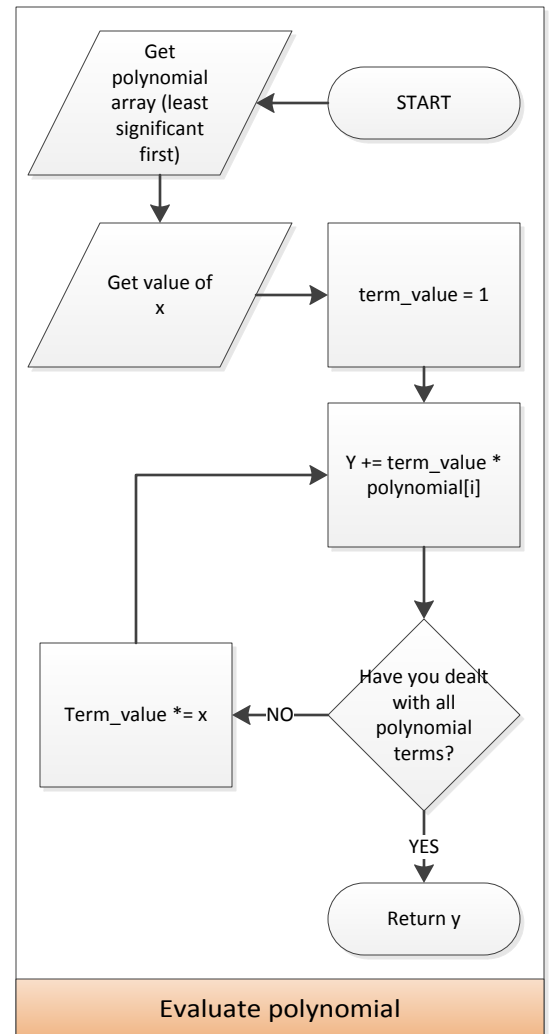 START
Get
polynomial
array (least
significant
first)
Get value of
x
term_value = 1
Y += term_value *
polynomial[i]
Have you dealt
with all
polynomial
terms?
NO
Term_value *= x
YES
Return y
Evaluate polynomial